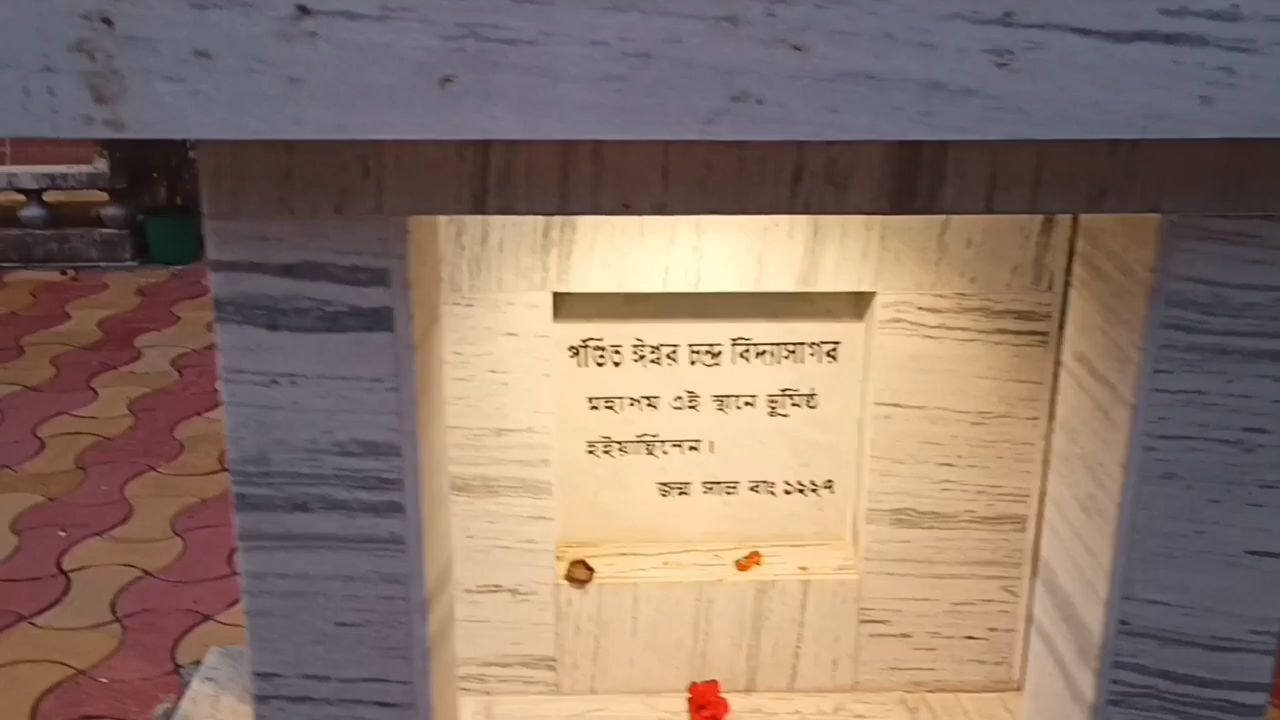 পণ্ডিত ঈশ্বর চন্দ্র বিদ্যাসাগর
মহাশয় এই স্থানে ভূমিষ্ঠ
হইয়াছিলেন।
জন্ম সাল বাং ১২২৭